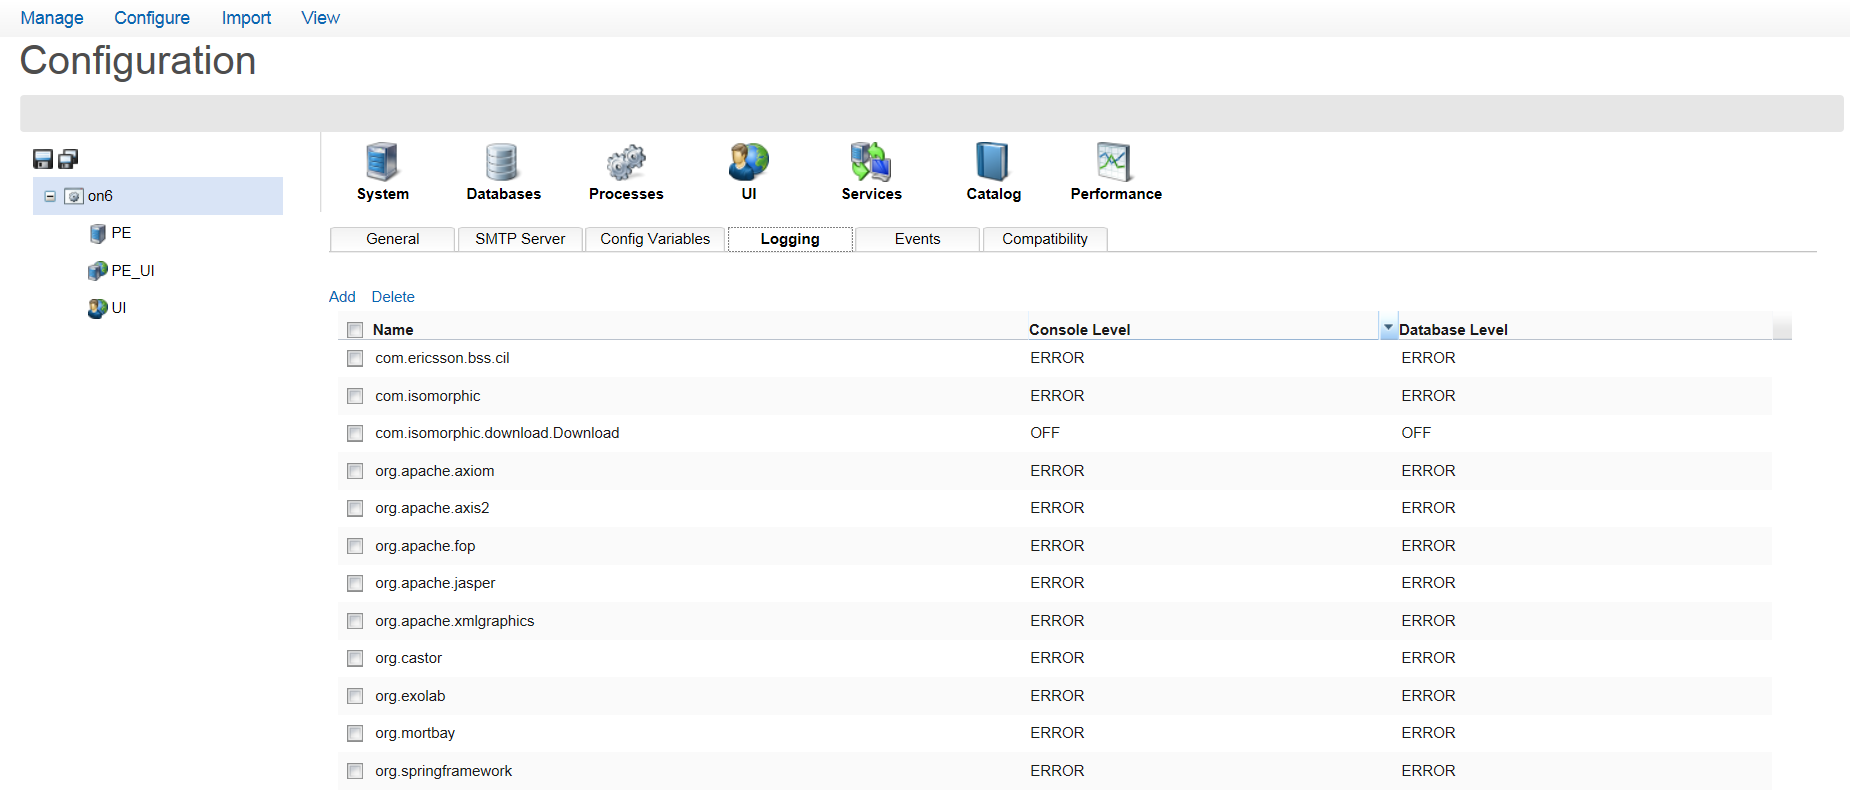 Manage Configure Import View
Configuration
on6
PE
PE_UI
UI
System Databases Processes UI Services Catalog Performance
General SMTP Server Config Variables Logging Events Compatibility
Add Delete
Name Console Level Database Level
com.ericsson.bss.cil ERROR ERROR
com.isomorphic ERROR ERROR
com.isomorphic.download.Download OFF OFF
org.apache.axiom ERROR ERROR
org.apache.axis2 ERROR ERROR
org.apache.fop ERROR ERROR
org.apache.jasper ERROR ERROR
org.apache.xmlgraphics ERROR ERROR
org.castor ERROR ERROR
org.exolab ERROR ERROR
org.mortbay ERROR ERROR
org.springframework ERROR ERROR